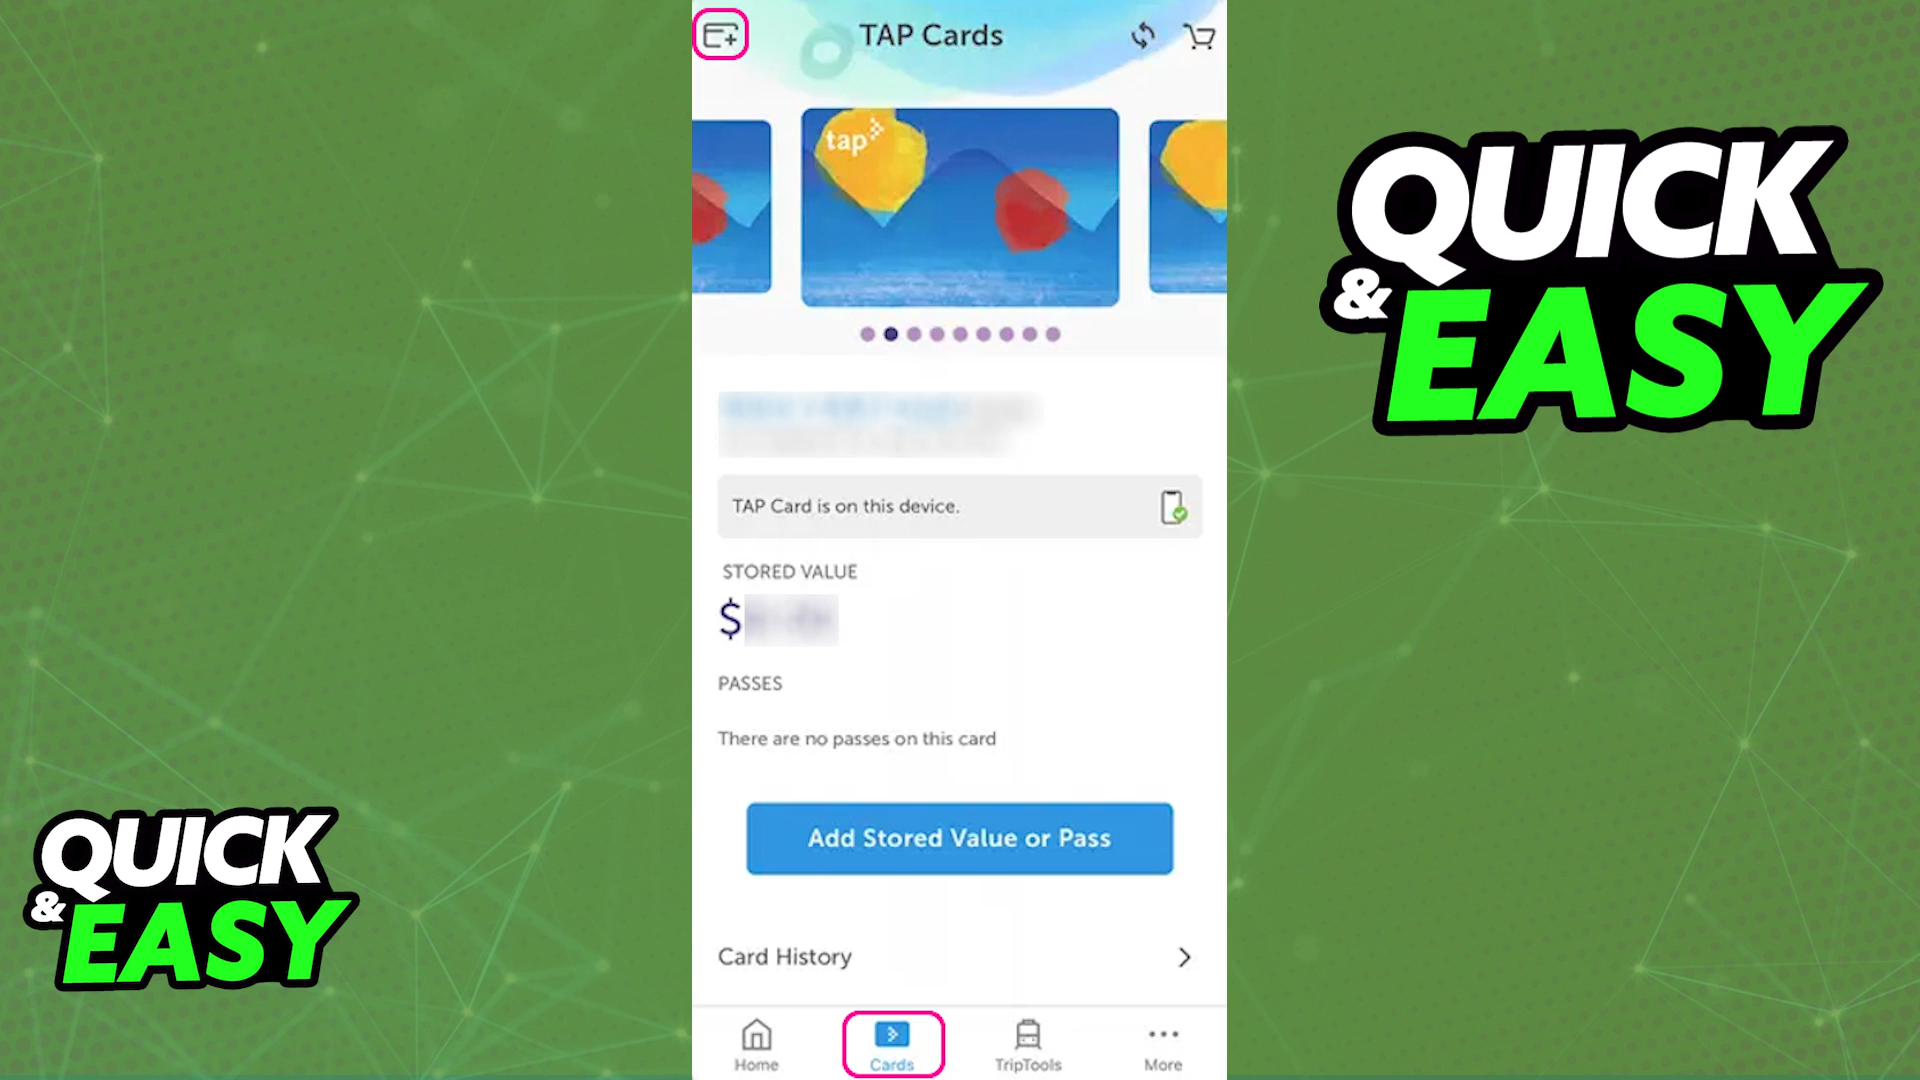 TAP Cards
tap
TAP Card is on this device.
STORED VALUE
$
PASSES
There are no passes on this card
Add Stored Value or Pass
Card History
Home
Cards
TripTools
More
QUICK
& EASY
QUICK
& EASY